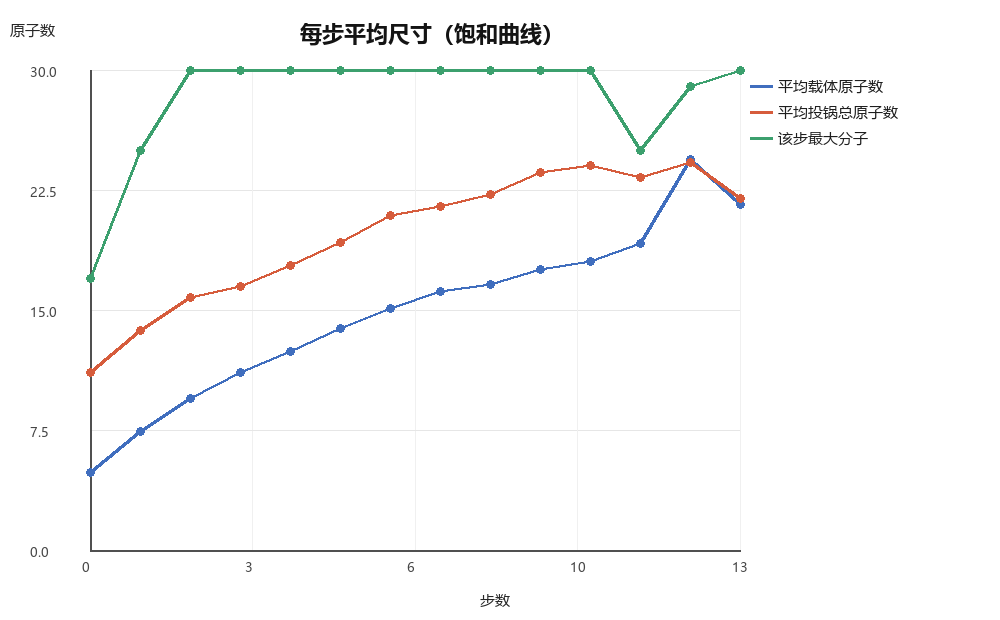 原子数
每步平均尺寸（饱和曲线）
30.0
22.5
15.0
7.5
0.0
0 3 6 10 13
步数
平均载体原子数
平均投锅总原子数
该步最大分子